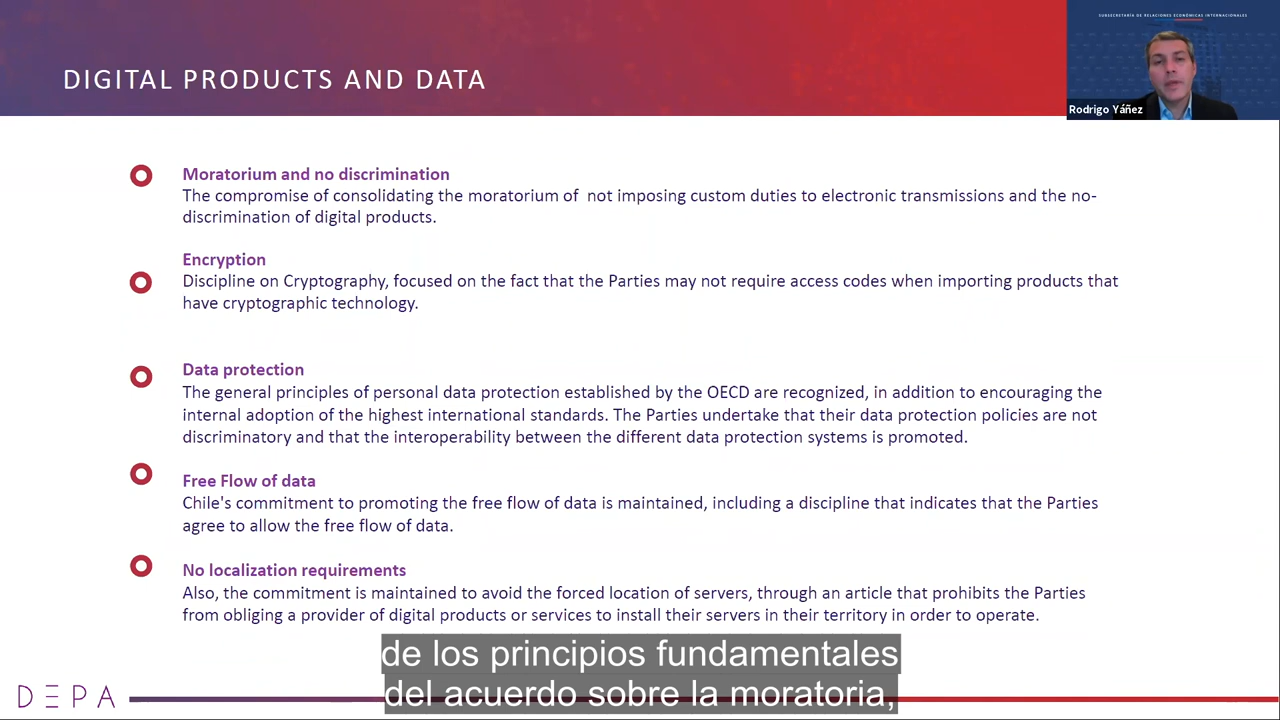 SUBSECRETARÍA DE RELACIONES ECONÓMICAS INTERNACIONALES
DIGITAL PRODUCTS AND DATA
Rodrigo Yáñez
Moratorium and no discrimination
The compromise of consolidating the moratorium of  not imposing custom duties to electronic transmissions and the no-
discrimination of digital products.
Encryption
Discipline on Cryptography, focused on the fact that the Parties may not require access codes when importing products that
have cryptographic technology.
Data protection
The general principles of personal data protection established by the OECD are recognized, in addition to encouraging the
internal adoption of the highest international standards. The Parties undertake that their data protection policies are not
discriminatory and that the interoperability between the different data protection systems is promoted.
Free Flow of data
Chile's commitment to promoting the free flow of data is maintained, including a discipline that indicates that the Parties
agree to allow the free flow of data.
No localization requirements
Also, the commitment is maintained to avoid the forced location of servers, through an article that prohibits the Parties
from obliging a provider of digital products or services to install their servers in their territory in order to operate.
de los principios fundamentales
del acuerdo sobre la moratoria,
DEPA